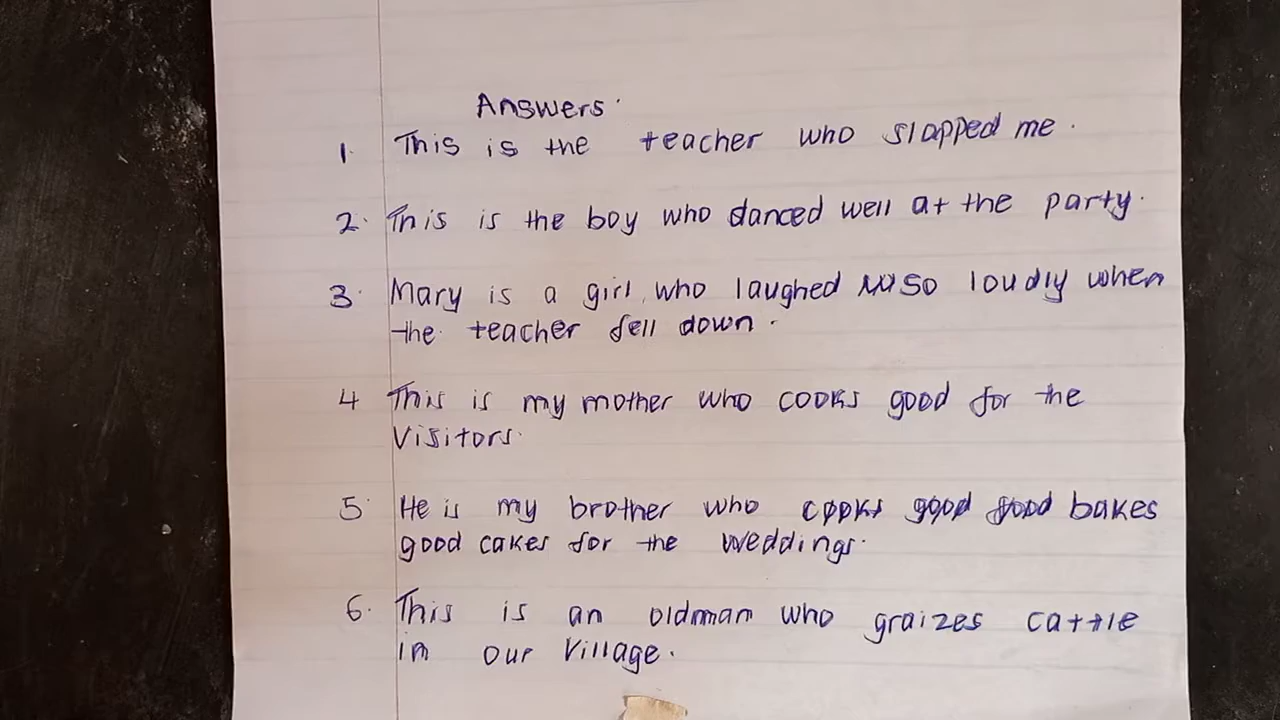 Answers.
1. This is the teacher who slapped me.
2. This is the boy who danced well at the party.
3. Mary is a girl who laughed so loudly when
the teacher fell down.
4 This is my mother who cooks good for the
visitors.
5. He is my brother who cooks good food bakes
good cakes for the weddings.
6. This is an oldman who graizes cattle
in our village.